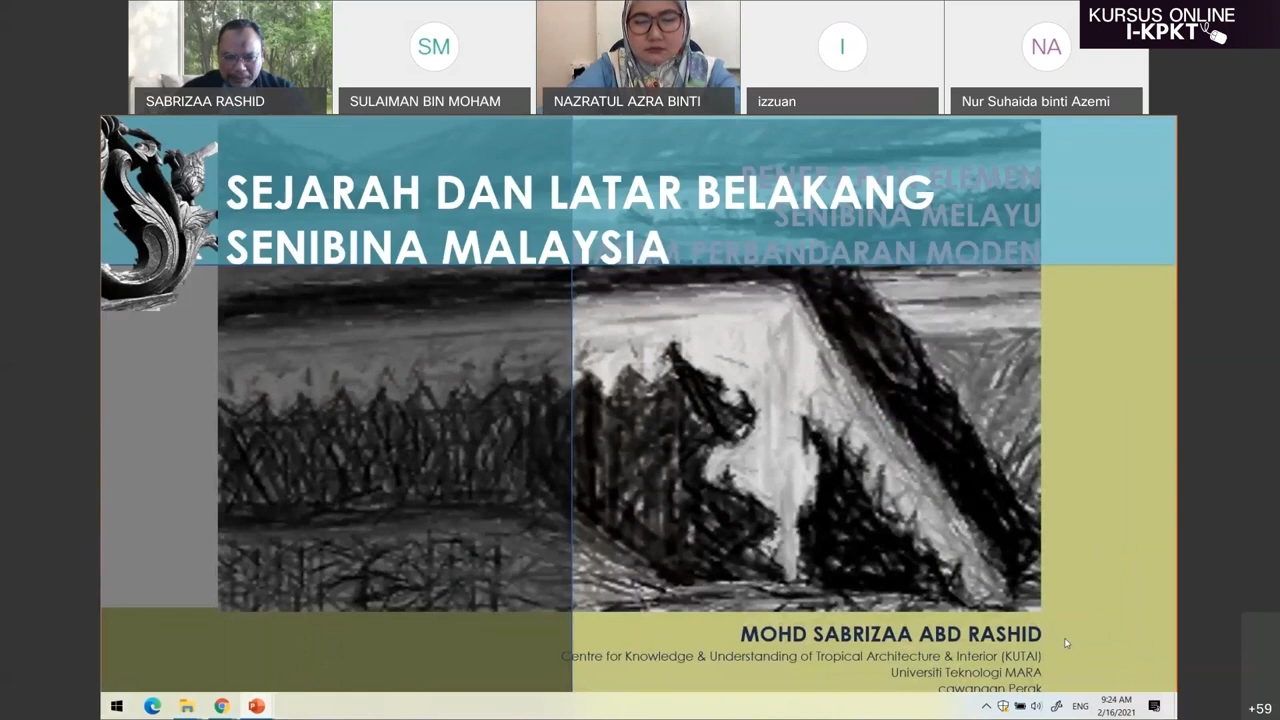 KURSUS ONLINE
I-KPKT
SM
I
NA
SABRIZAA RASHID
SULAIMAN BIN MOHAM
NAZRATUL AZRA BINTI
izzuan
Nur Suhaida binti Azemi
SEJARAH DAN LATAR BELAKANG
SENIBINA MALAYSIA
ELEMEN
SENIBINA MELAYU
PERBANDARAN MODEN
MOHD SABRIZAA ABD RASHID
Centre for Knowledge & Understanding of Tropical Architecture & Interior (KUTAI)
Universiti Teknologi MARA
cawangan Perak
ENG
9:24 AM
2/16/2021
+59